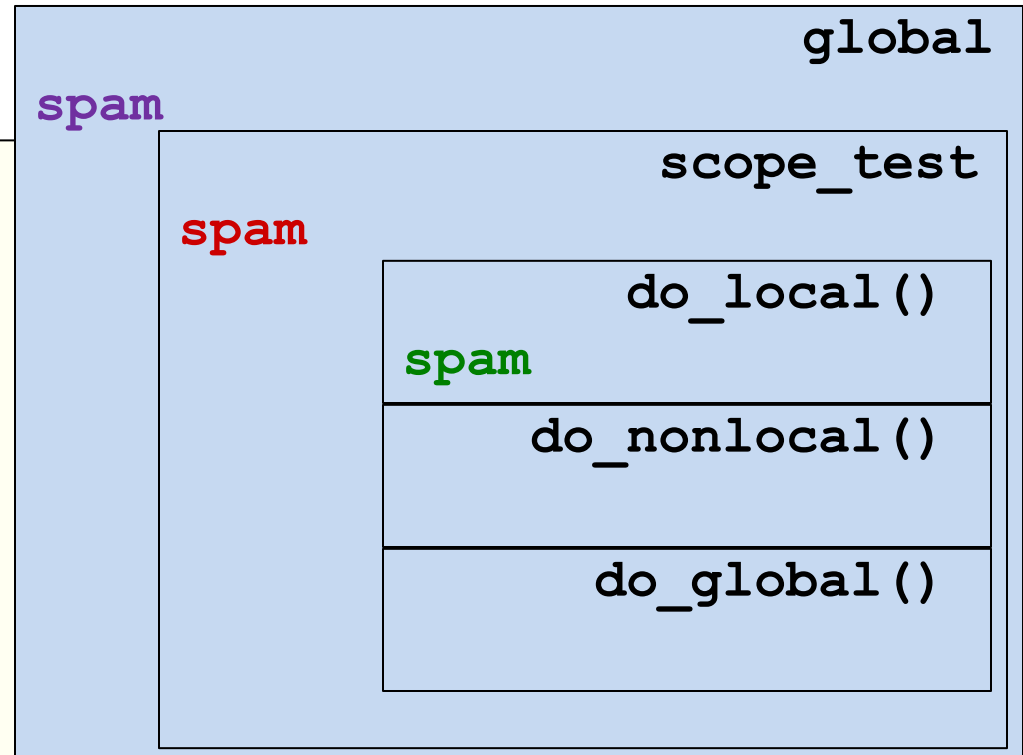 global
spam
scope_test
spam
do_local()
spam
do_nonlocal()
do_global()